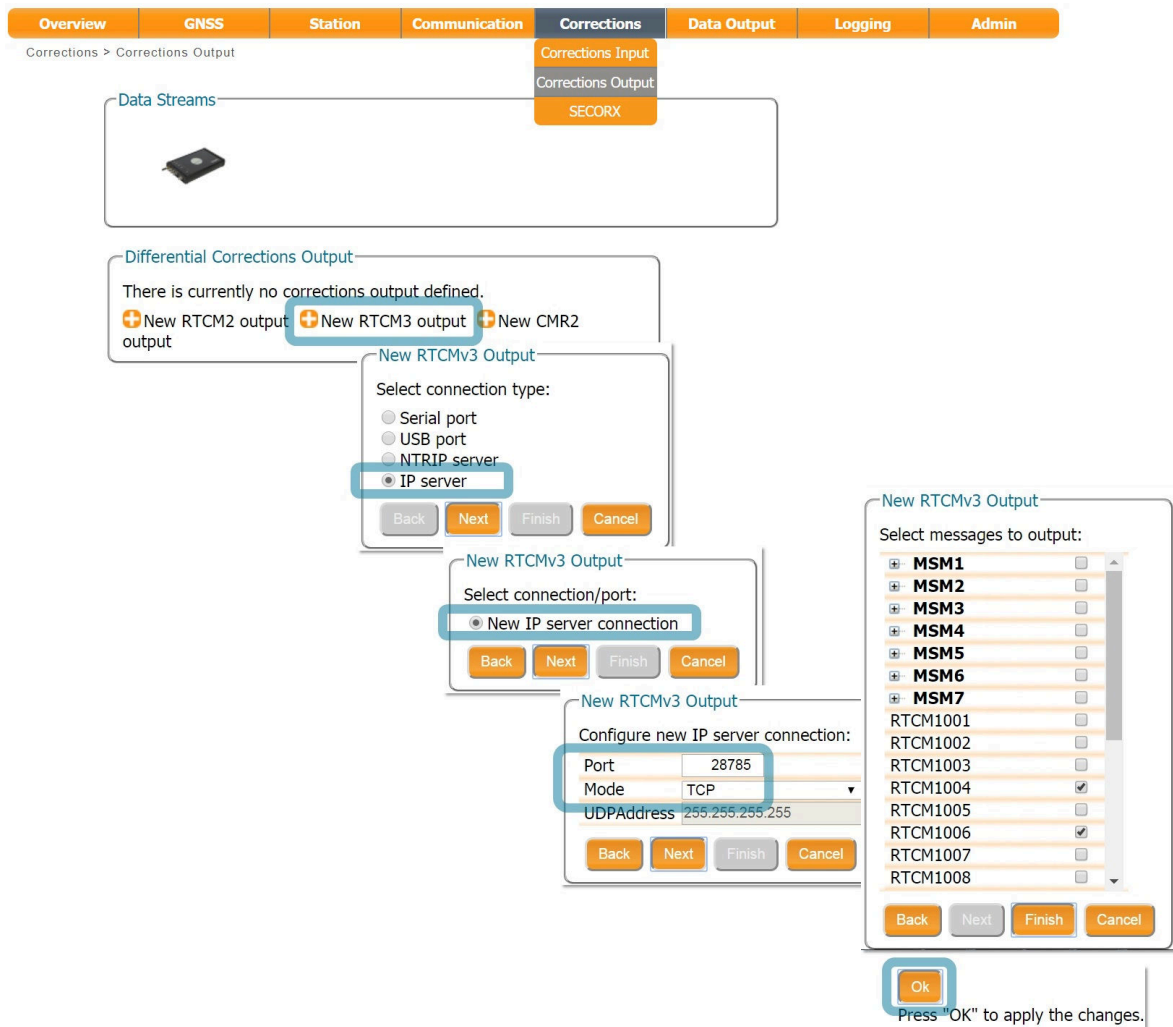 Overview GNSS Station Communication Corrections Data Output Logging Admin
Corrections > Corrections Output
Corrections Input
Corrections Output
SECORX
Data Streams
Differential Corrections Output
There is currently no corrections output defined.
New RTCM2 output New RTCM3 output New CMR2
output
New RTCMv3 Output
Select connection type:
Serial port
USB port
NTRIP server
IP server
Back Next Finish Cancel
New RTCMv3 Output
Select connection/port:
New IP server connection
Back Next Finish Cancel
New RTCMv3 Output
Configure new IP server connection:
Port 28785
Mode TCP
UDPAddress 255.255.255.255
Back Next Finish Cancel
New RTCMv3 Output
Select messages to output:
MSM1
MSM2
MSM3
MSM4
MSM5
MSM6
MSM7
RTCM1001
RTCM1002
RTCM1003
RTCM1004
RTCM1005
RTCM1006
RTCM1007
RTCM1008
Back Next Finish Cancel
Ok
Press "OK" to apply the changes.